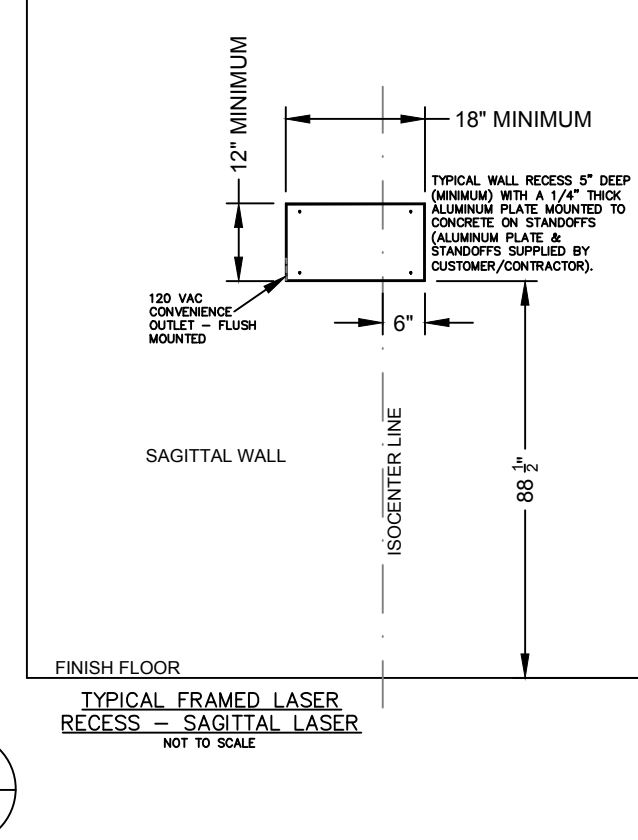 12" MINIMUM
18" MINIMUM
TYPICAL WALL RECESS 5" DEEP
(MINIMUM) WITH A 1/4" THICK
ALUMINUM PLATE MOUNTED TO
CONCRETE ON STANDOFFS
(ALUMINUM PLATE &
STANDOFFS SUPPLIED BY
CUSTOMER/CONTRACTOR).
120 VAC
CONVENIENCE
OUTLET – FLUSH
MOUNTED
6"
SAGITTAL WALL
ISOCENTER LINE
88 1/2"
FINISH FLOOR
TYPICAL FRAMED LASER
RECESS – SAGITTAL LASER
NOT TO SCALE